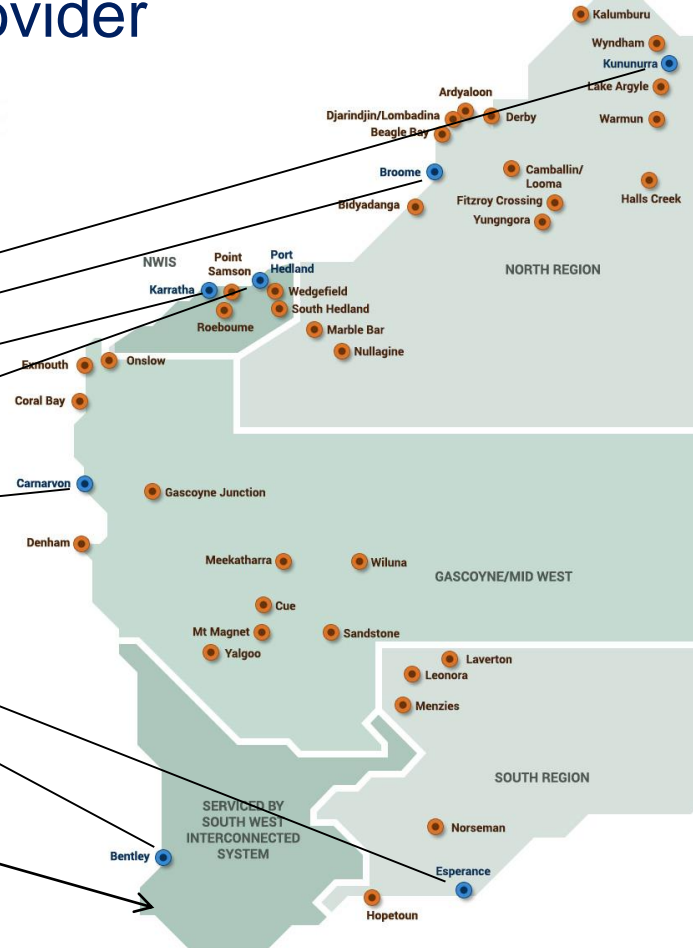 ovider
Kalumburu
Wyndham
Kununurra
Lake Argyle
Ardyaloon
Djarindjin/Lombadina
Derby
Warmun
Beagle Bay
Broome
Camballin/
Looma
Halls Creek
Fitzroy Crossing
Bidyadanga
Yungngora
NORTH REGION
NWIS
Point
Samson
Port
Hedland
Karratha
Wedgefield
South Hedland
Roebourne
Marble Bar
Nullagine
Exmouth
Onslow
Coral Bay
Carnarvon
Gascoyne Junction
Denham
Meekatharra
Wiluna
GASCOYNE/MID WEST
Cue
Mt Magnet
Sandstone
Yalgoo
Laverton
Leonora
Menzies
SOUTH REGION
SERVICED BY
SOUTH WEST
INTERCONNECTED
SYSTEM
Norseman
Bentley
Esperance
Hopetoun